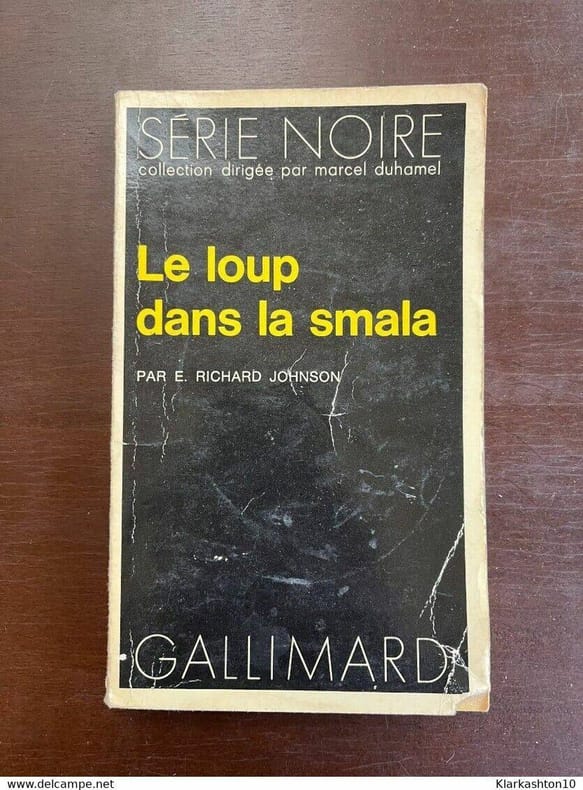 SÉRIE NOIRE
collection dirigée par marcel duhamel
Le loup
dans la smala
PAR E. RICHARD JOHNSON
GALLIMARD
https://www.delcampe.net
Klarkashton10